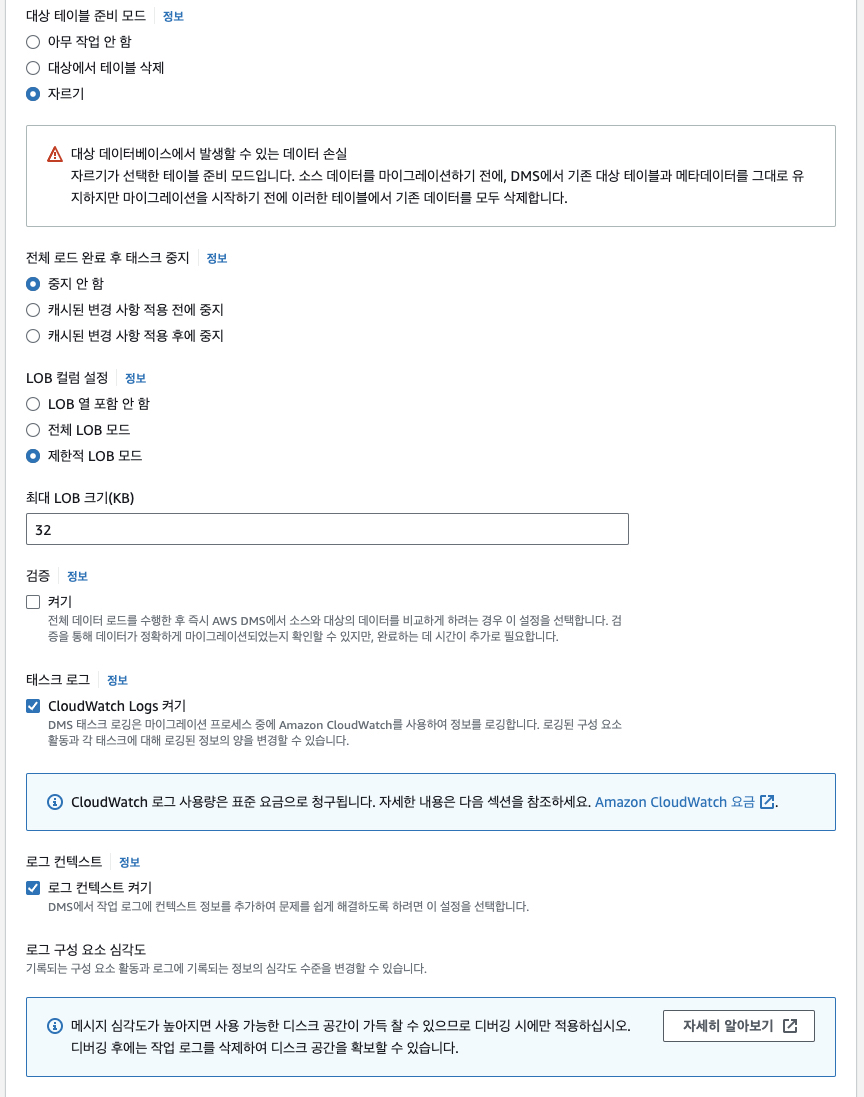 대상 테이블 준비 모드 정보
아무 작업 안 함
대상에서 테이블 삭제
자르기
대상 데이터베이스에서 발생할 수 있는 데이터 손실
자르기가 선택한 테이블 준비 모드입니다. 소스 데이터를 마이그레이션하기 전에, DMS에서 기존 대상 테이블과 메타데이터를 그대로 유
지하지만 마이그레이션을 시작하기 전에 이러한 테이블에서 기존 데이터를 모두 삭제합니다.
전체 로드 완료 후 태스크 중지 정보
중지 안 함
캐시된 변경 사항 적용 전에 중지
캐시된 변경 사항 적용 후에 중지
LOB 컬럼 설정 정보
LOB 열 포함 안 함
전체 LOB 모드
제한적 LOB 모드
최대 LOB 크기(KB)
32
검증 정보
켜기
전체 데이터 로드를 수행한 후 즉시 AWS DMS에서 소스와 대상의 데이터를 비교하게 하려는 경우 이 설정을 선택합니다. 검
증을 통해 데이터가 정확하게 마이그레이션되었는지 확인할 수 있지만, 완료하는 데 시간이 추가로 필요합니다.
태스크 로그 정보
CloudWatch Logs 켜기
DMS 태스크 로깅은 마이그레이션 프로세스 중에 Amazon CloudWatch를 사용하여 정보를 로깅합니다. 로깅된 구성 요소
활동과 각 태스크에 대해 로깅된 정보의 양을 변경할 수 있습니다.
CloudWatch 로그 사용량은 표준 요금으로 청구됩니다. 자세한 내용은 다음 섹션을 참조하세요. Amazon CloudWatch 요금.
로그 컨텍스트 정보
로그 컨텍스트 켜기
DMS에서 작업 로그에 컨텍스트 정보를 추가하여 문제를 쉽게 해결하도록 하려면 이 설정을 선택합니다.
로그 구성 요소 심각도
기록되는 구성 요소 활동과 로그에 기록되는 정보의 심각도 수준을 변경할 수 있습니다.
메시지 심각도가 높아지면 사용 가능한 디스크 공간이 가득 찰 수 있으므로 디버깅 시에만 적용하십시오.
디버깅 후에는 작업 로그를 삭제하여 디스크 공간을 확보할 수 있습니다.
자세히 알아보기